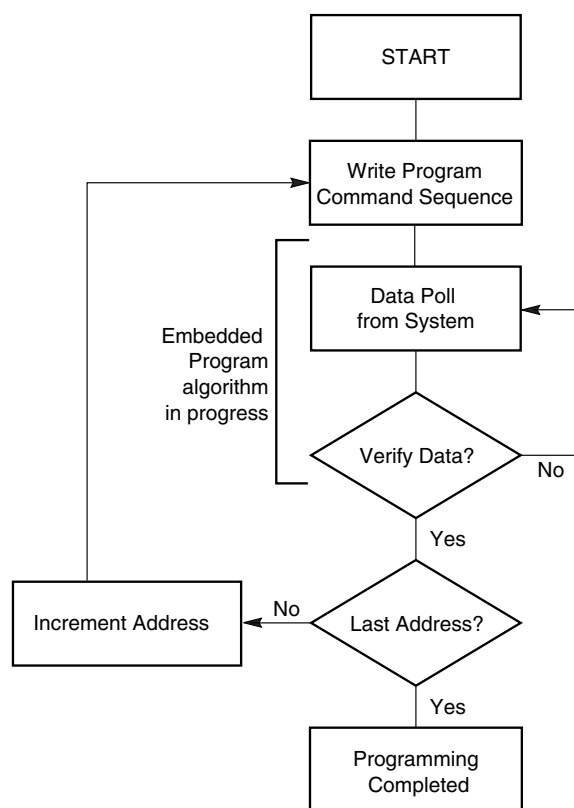 START
Write Program
Command Sequence
Data Poll
from System
Embedded
Program
algorithm
in progress
Verify Data?
No
Yes
Last Address?
No
Increment Address
Yes
Programming
Completed